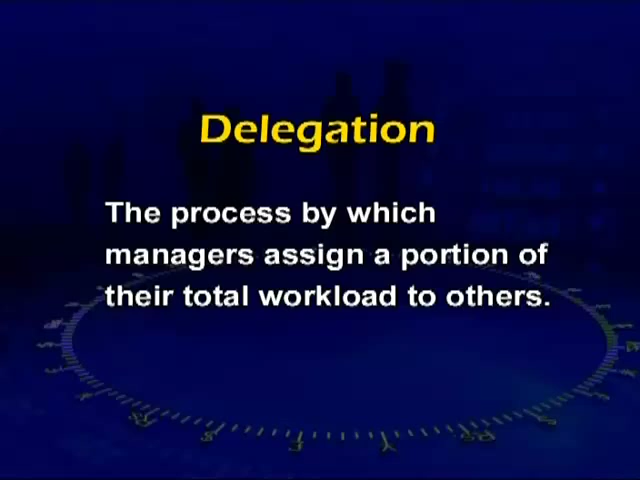 Delegation
The process by which
managers assign a portion of
their total workload to others.